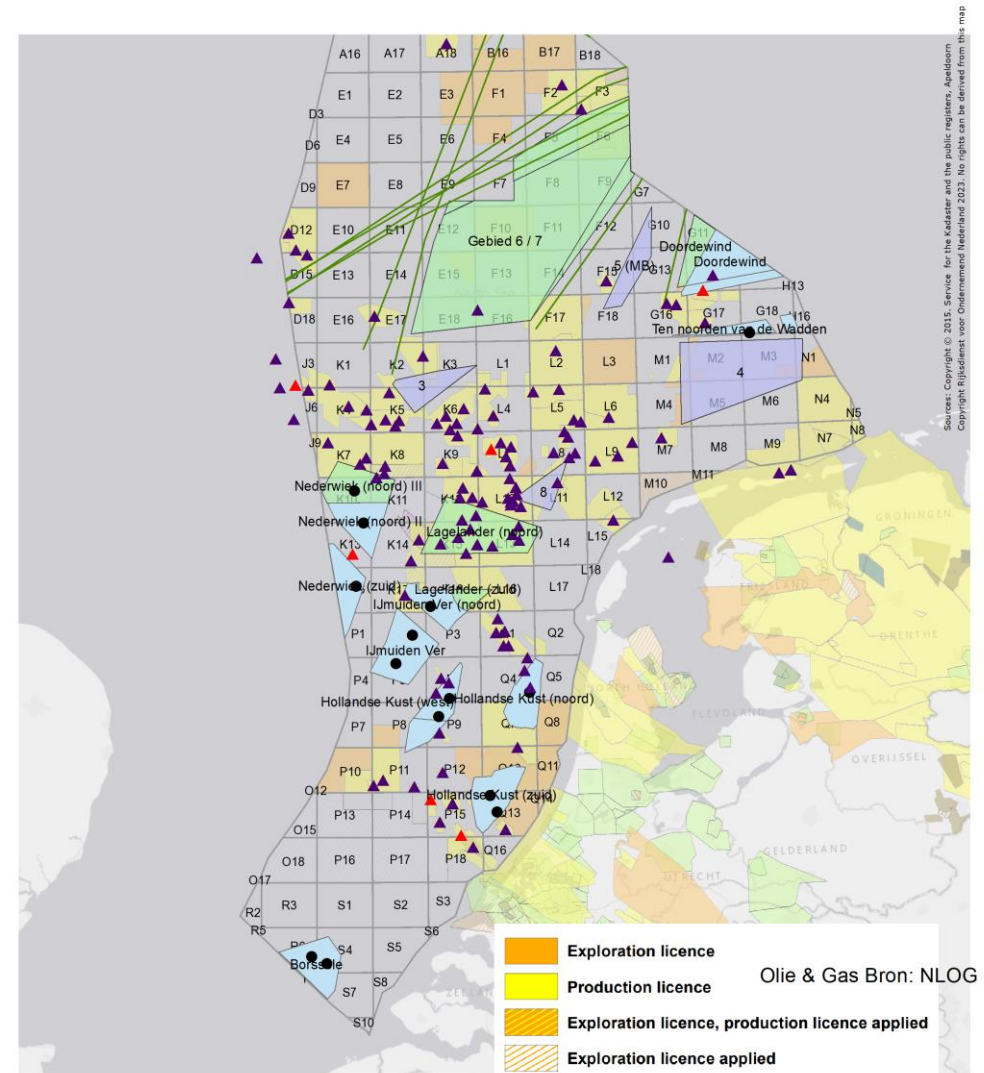 Sources: Copyright © 2015. Service for the Kadaster and the public registers, Apeldoorn
Copyright Rijksdienst voor Ondernemend Nederland 2023. No rights can be derived from this map
A16 A17 A18 B16 B17 B18
E1 E2 E3 F1 F2 F3
D3
D6 E4 E5 E6 F4 F5 F6
D9 E7 E8 E9 F7 F8 F9
G7
D12 E10 E11 E12 F10 F11 F12 G10 G11
Gebied 6 / 7
Doordewind
Doordewind
D15 E13 E14 E15 F13 F14 F15 5 (MB) G13
H13
D18 E16 E17 E18 F16 F17 F18 G16 G17 G18 H16
Ten noorden van de Wadden
J3 K1 K2 K3 L1 L2 L3 M1 M2 M3 N1
3
4
J6 K5 K6 L4 L5 L6 M4 M5 M6 N4
N5
J9 K7 K8 K9 L9 M7 M8 M9 N7 N8
M10 M11
Nederwiek (noord) III
K10 K11 8 L11 L12
Nederwiek (noord) II
GRONINGEN
Lagelander (noord)
K13 K14 L14 L15
L18
Nederwiek (zuid)
Lagelander (zuid)
L16 L17
FRIESLAND
IJmuiden Ver (noord)
P1 P3 Q2
DRENTHE
IJmuiden Ver
P4 Q4 Q5
NOORD HOLLAND
Hollandse Kust (west)
Hollandse Kust (noord)
FLEVOLAND
P7 P8 P9 Q8
OVERIJSSEL
P10 P11 P12 Q11
O12
Hollandse Kust (zuid)
P13 P14 P15 Q13 Q14
O15
O18 P16 P17 P18 Q16
GELDERLAND
UTRECHT
O17
R2 R3 S1 S2 S3
R5 S6
S4 S5
Borssele
S7 S8
S10
Exploration licence
Production licence
Olie & Gas Bron: NLOG
Exploration licence, production licence applied
Exploration licence applied